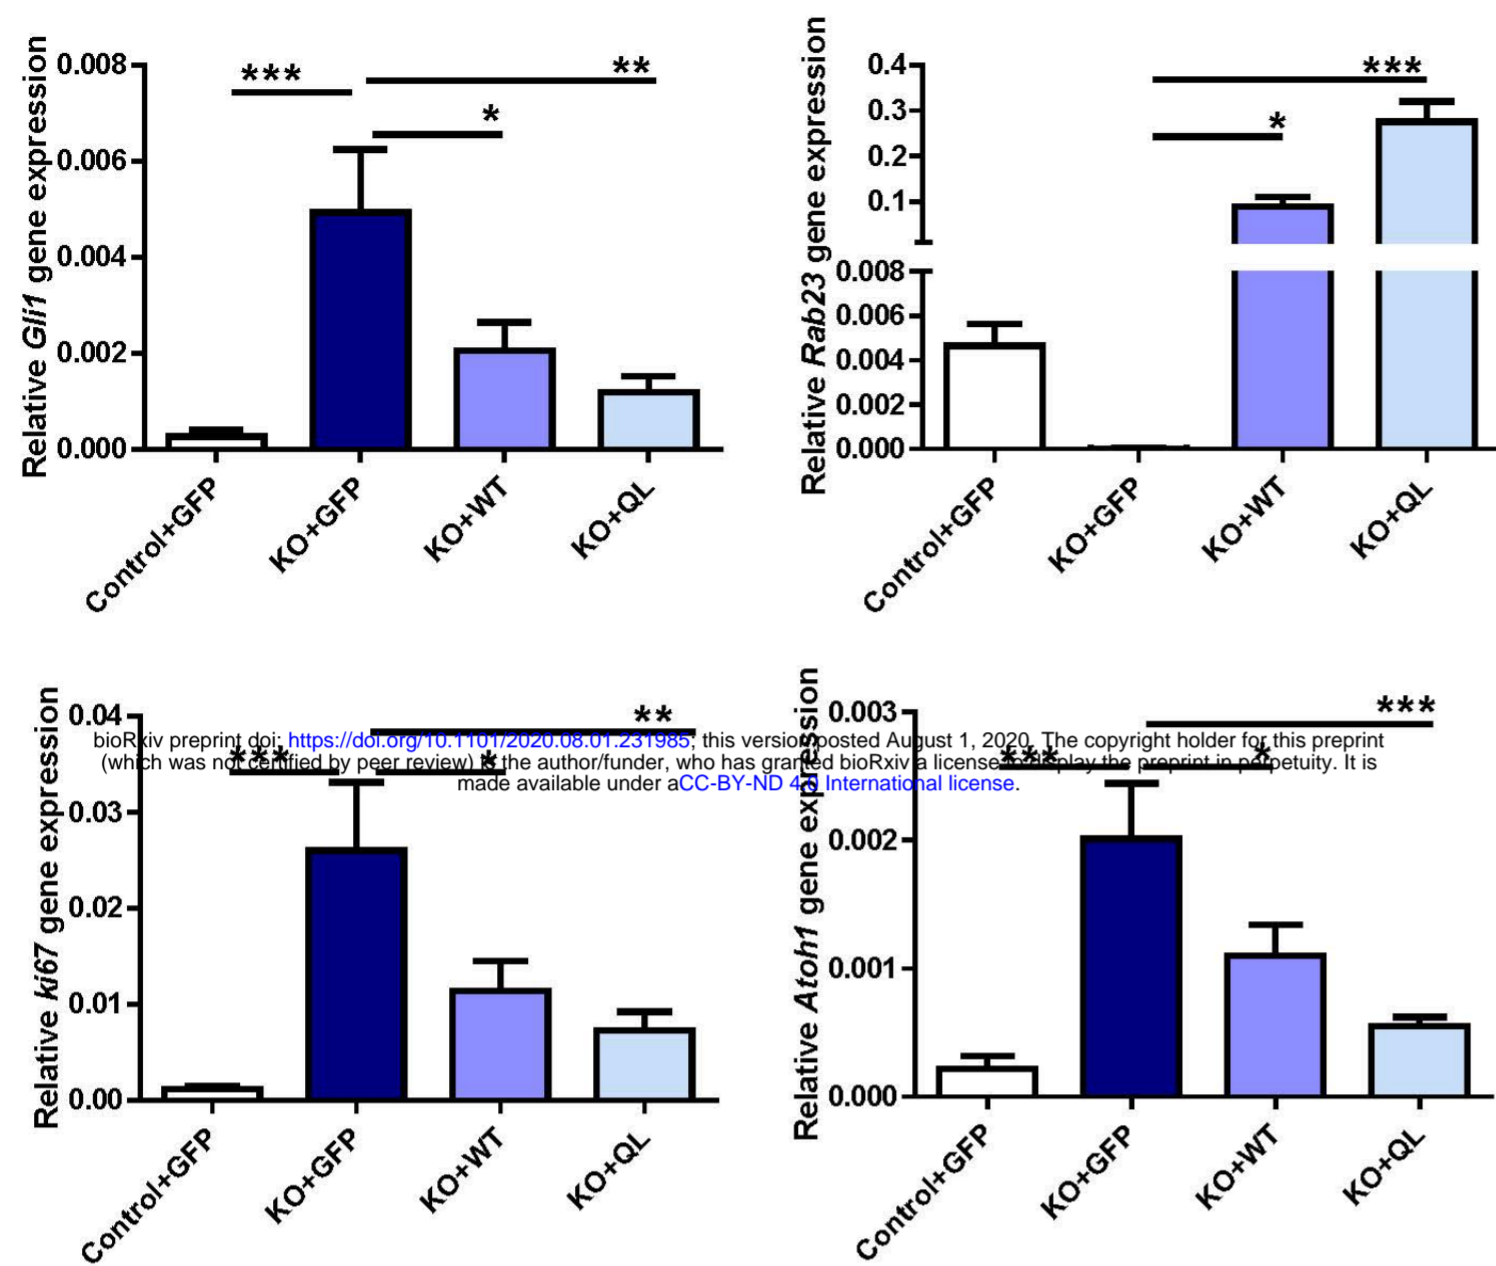 Relative Gli1 gene expression
0.008
0.006
0.004
0.002
0.000
***
**
*
Control+GFP
KO+GFP
KO+WT
KO+QL
Relative Rab23 gene expression
0.4
0.3
0.2
0.1
0.008
0.006
0.004
0.002
0.000
***
*
Control+GFP
KO+GFP
KO+WT
KO+QL
Relative ki67 gene expression
0.04
0.03
0.02
0.01
0.00
**
***
*
Control+GFP
KO+GFP
KO+WT
KO+QL
Relative Atoh1 gene expression
0.003
0.002
0.001
0.000
***
***
*
Control+GFP
KO+GFP
KO+WT
KO+QL
bioRxiv preprint doi: https://doi.org/10.1101/2020.08.01.231985; this version posted August 1, 2020. The copyright holder for this preprint
(which was not certified by peer review) is the author/funder, who has granted bioRxiv a license to display the preprint in perpetuity. It is
made available under aCC-BY-ND 4.0 International license.